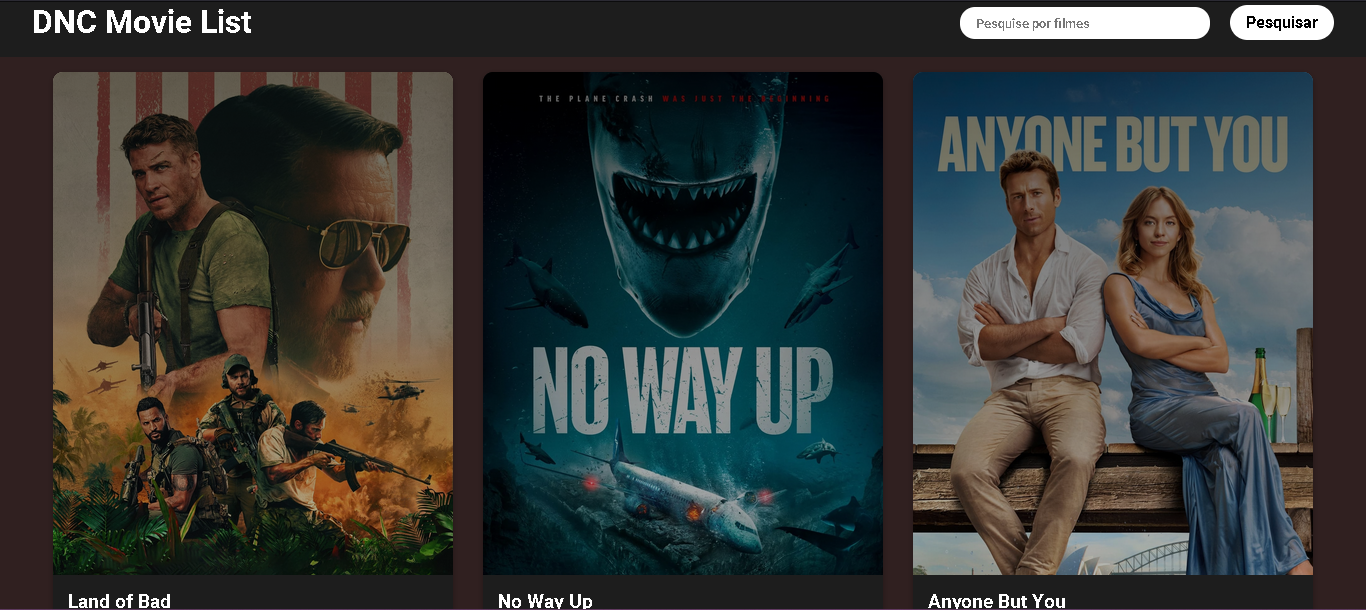 DNC Movie List
Pesquise por filmes
Pesquisar
THE PLANE CRASH WAS JUST THE BEGINNING
ANYONE BUT YOU
NO WAY UP
Land of Bad
No Way Up
Anyone But You